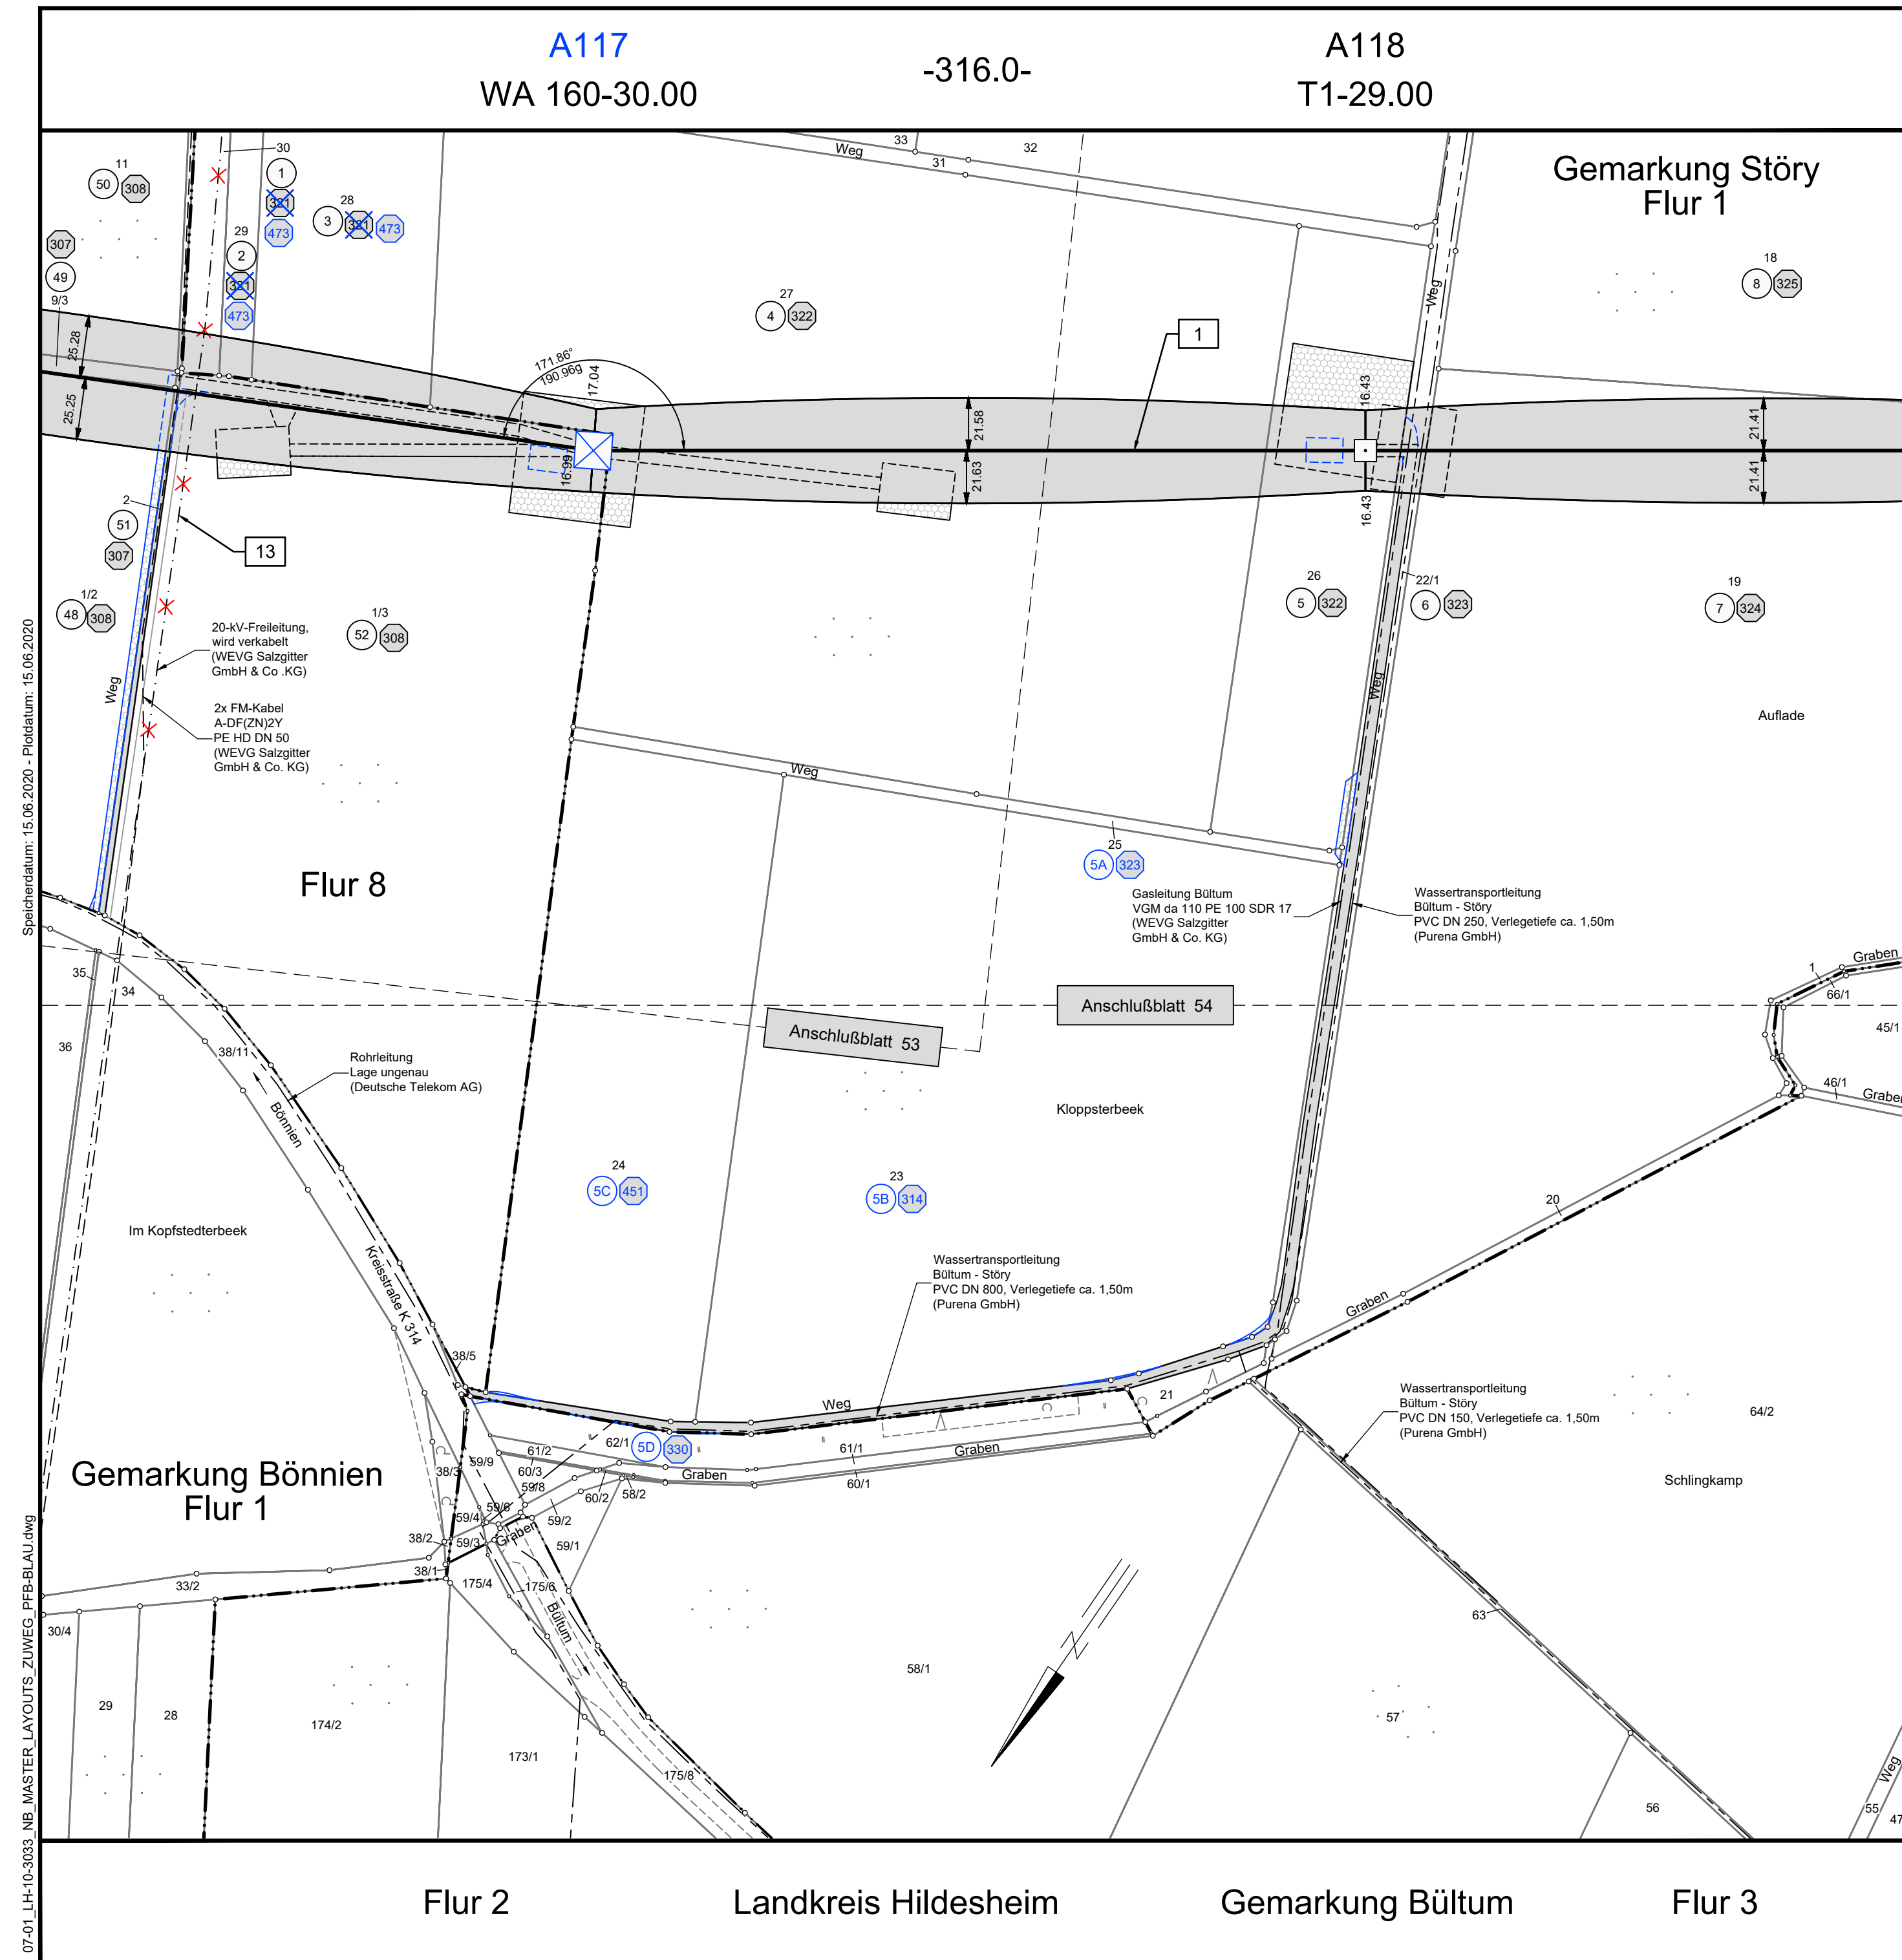 A117
WA 160-30.00
-316.0-
A118
T1-29.00
Gemarkung Störy
Flur 1
33
32
Weg
31
30
11
50
308
1
321
473
28
3
321
473
29
2
321
473
307
49
9/3
27
4
322
18
8
325
Weg
1
25.28
25.25
171.86°
190.96g
17.04
16.99
21.58
21.63
16.43
16.43
21.41
21.41
2
51
307
13
1/2
48
308
1/3
52
308
26
5
322
22/1
6
323
19
7
324
20-kV-Freileitung,
wird verkabelt
(WEVG Salzgitter
GmbH & Co .KG)
Weg
2x FM-Kabel
A-DF(ZN)2Y
PE HD DN 50
(WEVG Salzgitter
GmbH & Co. KG)
Weg
Auflade
Weg
25
5A
323
Flur 8
Gasleitung Bültum
VGM da 110 PE 100 SDR 17
(WEVG Salzgitter
GmbH & Co. KG)
Wassertransportleitung
Bültum - Störy
PVC DN 250, Verlegetiefe ca. 1,50m
(Purena GmbH)
Graben
1
66/1
45/1
46/1
Graben
35
34
36
38/11
Anschlußblatt 54
Anschlußblatt 53
Rohrleitung
Lage ungenau
(Deutsche Telekom AG)
Bönnien
Kloppsterbeek
24
5C
451
23
5B
314
20
Im Kopfstedterbeek
Kreisstraße K 314
Wassertransportleitung
Bültum - Störy
PVC DN 800, Verlegetiefe ca. 1,50m
(Purena GmbH)
Graben
38/5
21
Weg
Wassertransportleitung
Bültum - Störy
PVC DN 150, Verlegetiefe ca. 1,50m
(Purena GmbH)
64/2
62/1
5D
330
61/2
61/1
Graben
59/9
60/3
Graben
60/1
38/3
59/8
60/2
58/2
59/6
59/4
59/2
Graben
38/2
59/3
59/1
38/1
Gemarkung Bönnien
Flur 1
Schlingkamp
33/2
175/4
175/6
Bültum
30/4
63
58/1
29
28
174/2
57
173/1
175/8
Weg
56
55
47
N
Flur 2
Landkreis Hildesheim
Gemarkung Bültum
Flur 3
Speicherdatum: 15.06.2020 - Plotdatum: 15.06.2020
07-01_LH-10-3033_NB_MASTER_LAYOUTS_ZUWEG_PFB-BLAU.dwg